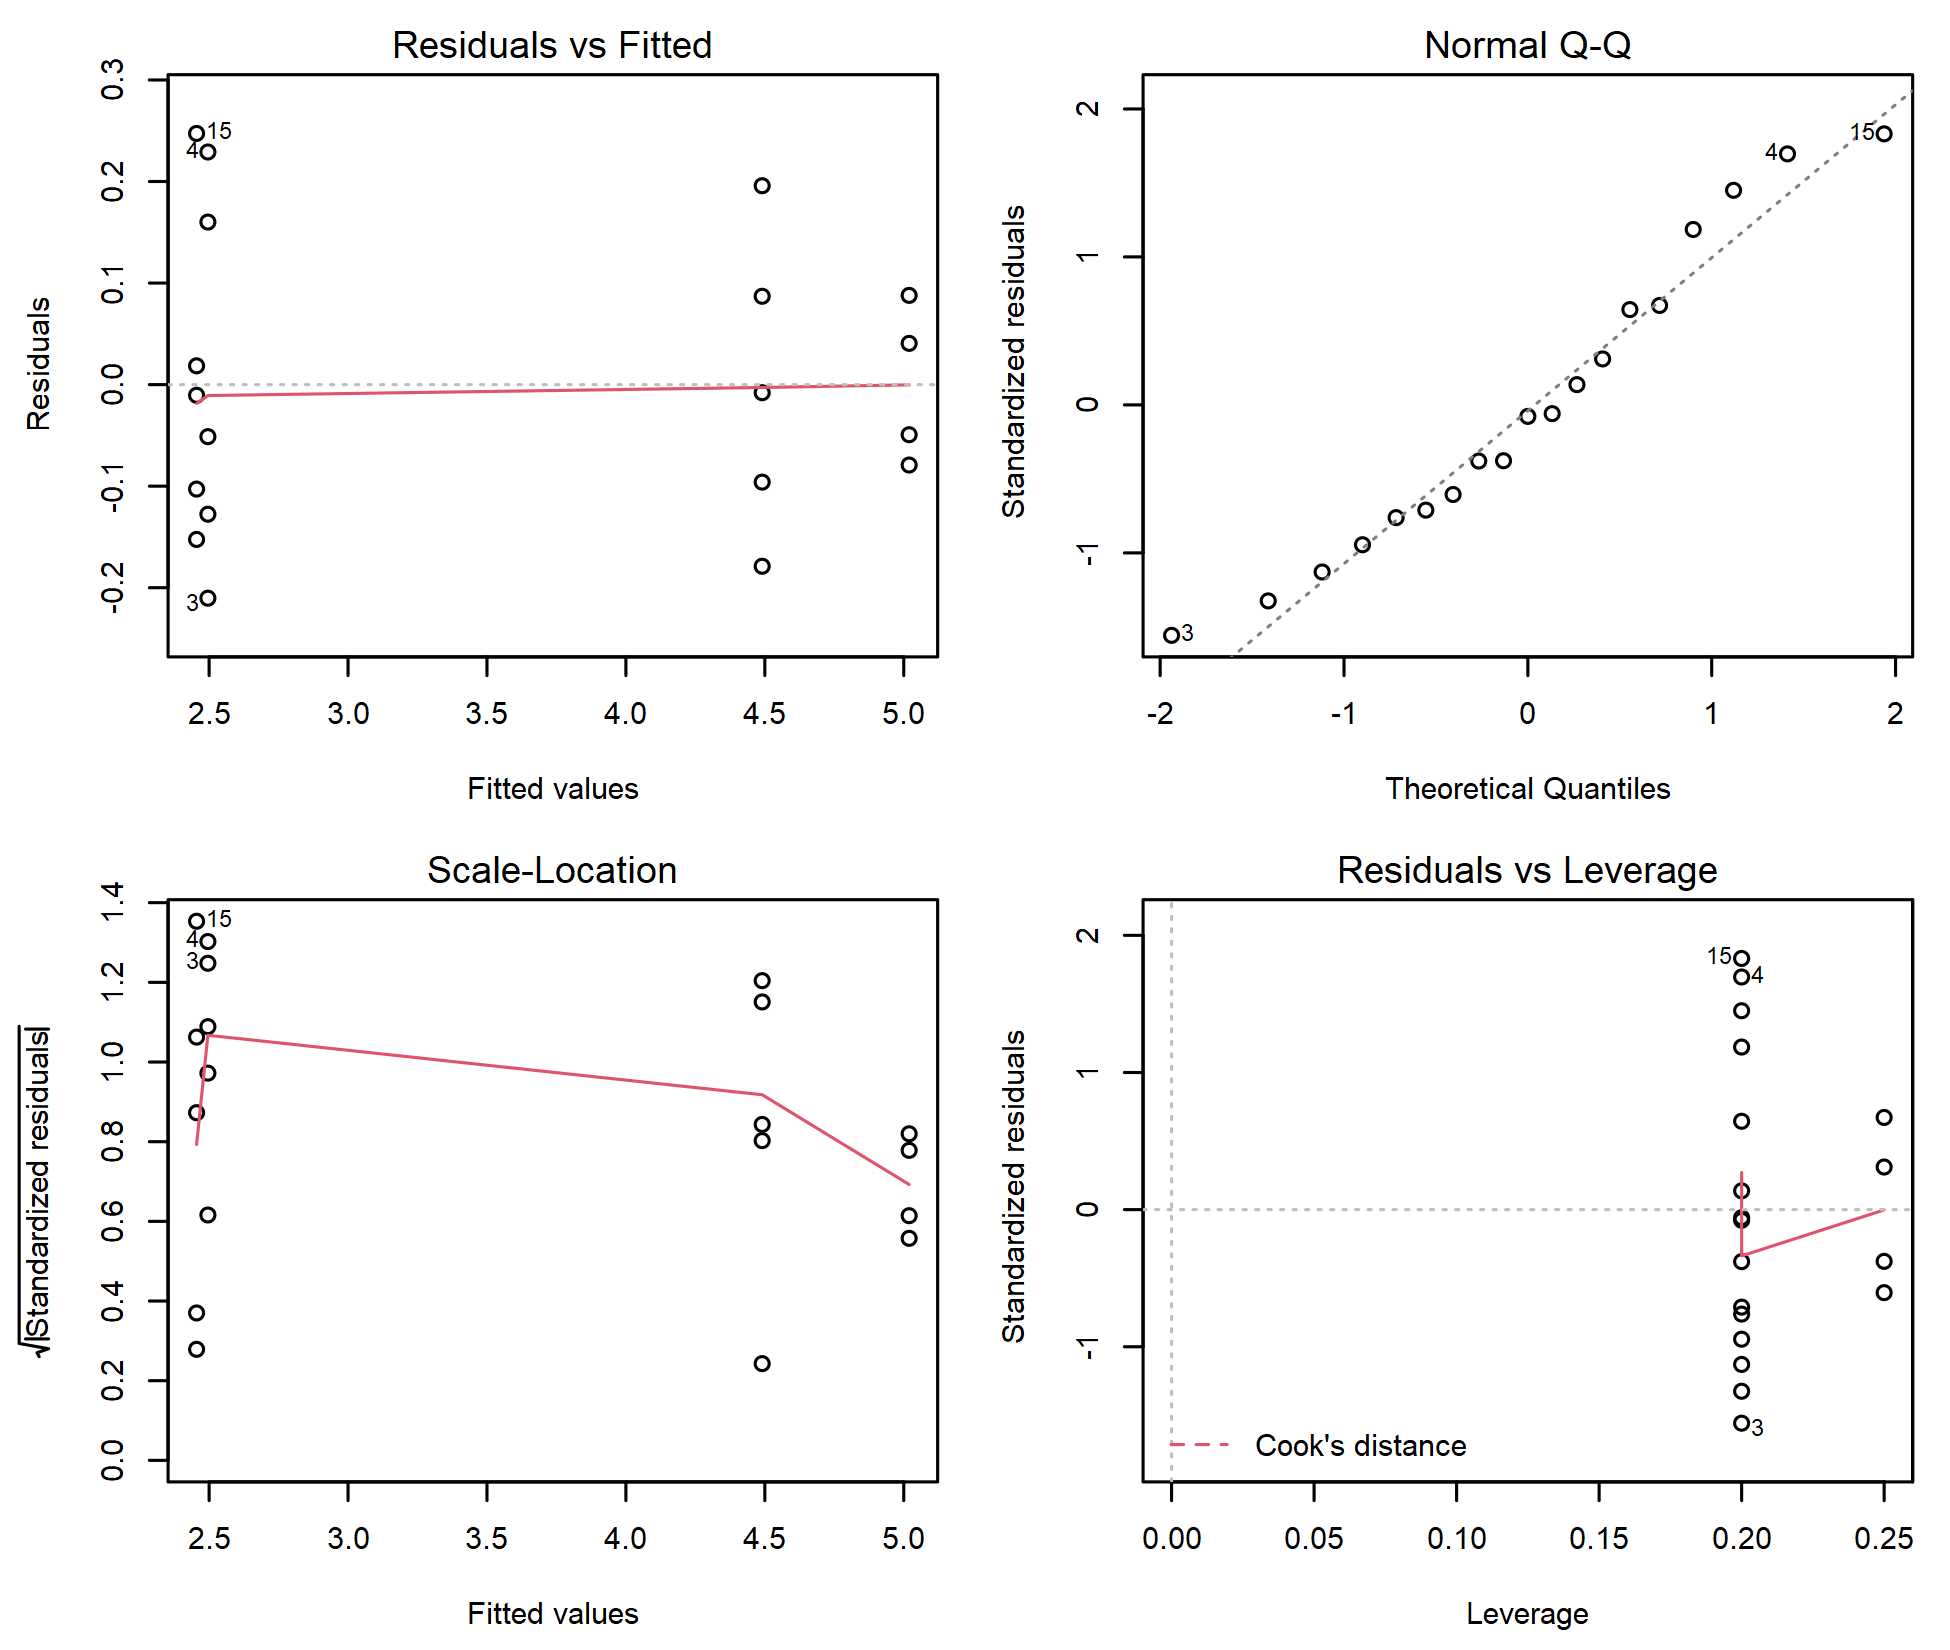 Residuals vs Fitted
0.3
0.2
0.1
0.0
-0.1
-0.2
Residuals
15
4
3
2.5 3.0 3.5 4.0 4.5 5.0
Fitted values
Normal Q-Q
2
1
0
-1
Standardized residuals
15
4
3
-2 -1 0 1 2
Theoretical Quantiles
Scale-Location
1.4
1.2
1.0
0.8
0.6
0.4
0.2
0.0
√|Standardized residuals|
15
4
3
2.5 3.0 3.5 4.0 4.5 5.0
Fitted values
Residuals vs Leverage
2
1
0
-1
Standardized residuals
15
4
3
Cook's distance
0.00 0.05 0.10 0.15 0.20 0.25
Leverage